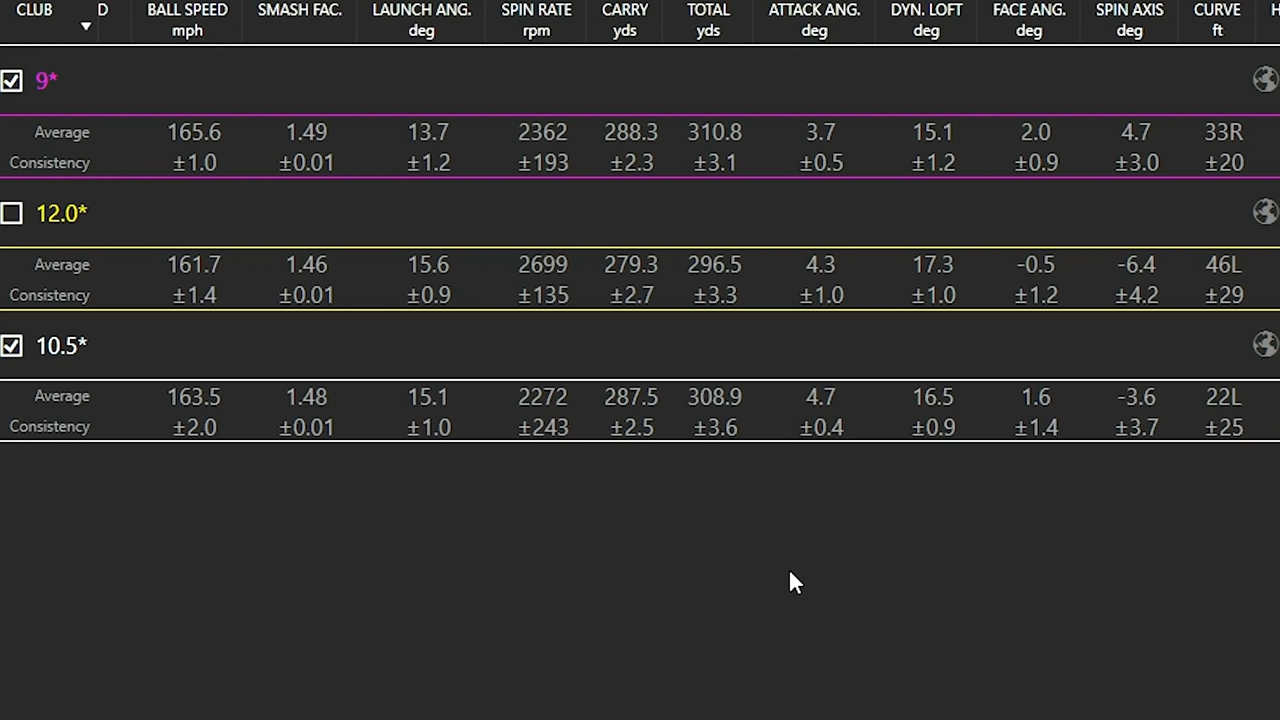 CLUB D BALL SPEED SMASH FAC. LAUNCH ANG. SPIN RATE CARRY TOTAL ATTACK ANG. DYN. LOFT FACE ANG. SPIN AXIS CURVE H
mph deg rpm yds yds deg deg deg deg ft
9*
Average 165.6 1.49 13.7 2362 288.3 310.8 3.7 15.1 2.0 4.7 33R
Consistency ±1.0 ±0.01 ±1.2 ±193 ±2.3 ±3.1 ±0.5 ±1.2 ±0.9 ±3.0 ±20
12.0*
Average 161.7 1.46 15.6 2699 279.3 296.5 4.3 17.3 -0.5 -6.4 46L
Consistency ±1.4 ±0.01 ±0.9 ±135 ±2.7 ±3.3 ±1.0 ±1.0 ±1.2 ±4.2 ±29
10.5*
Average 163.5 1.48 15.1 2272 287.5 308.9 4.7 16.5 1.6 -3.6 22L
Consistency ±2.0 ±0.01 ±1.0 ±243 ±2.5 ±3.6 ±0.4 ±0.9 ±1.4 ±3.7 ±25